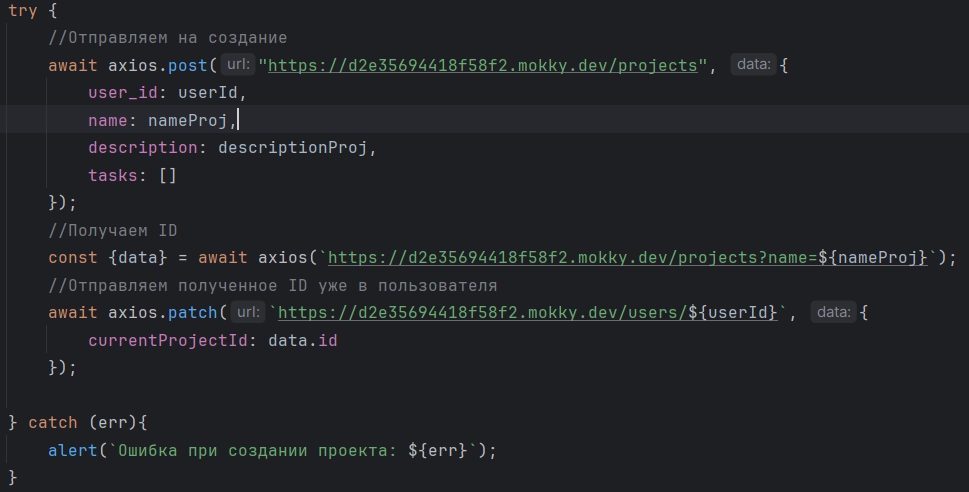 try {
//Отправляем на создание
await axios.post( url: "https://d2e35694418f58f2.mokky.dev/projects", data: {
user_id: userId,
name: nameProj,
description: descriptionProj,
tasks: []
});
//Получаем ID
const {data} = await axios(`https://d2e35694418f58f2.mokky.dev/projects?name=${nameProj}`);
//Отправляем полученное ID уже в пользователя
await axios.patch( url: `https://d2e35694418f58f2.mokky.dev/users/${userId}`, data: {
currentProjectId: data.id
});
} catch (err){
alert(`Ошибка при создании проекта: ${err}`);
}